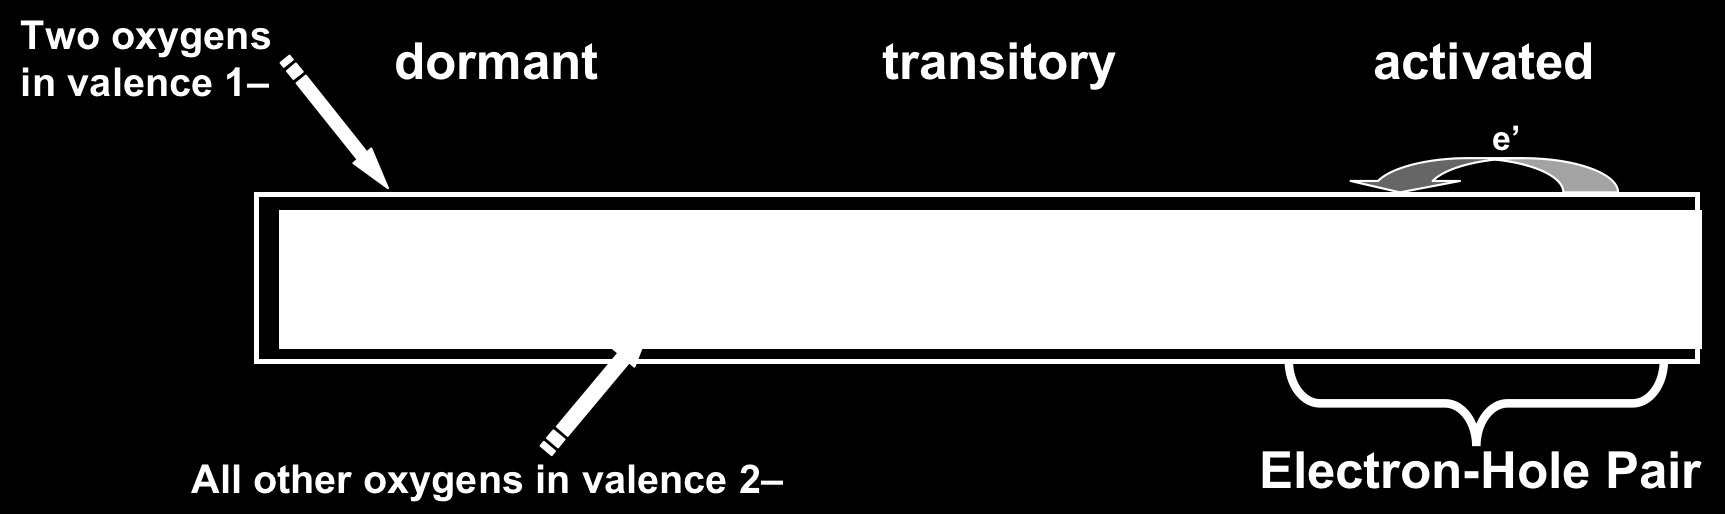 Two oxygens
in valence 1–
dormant
transitory
activated
e’
All other oxygens in valence 2–
Electron-Hole Pair